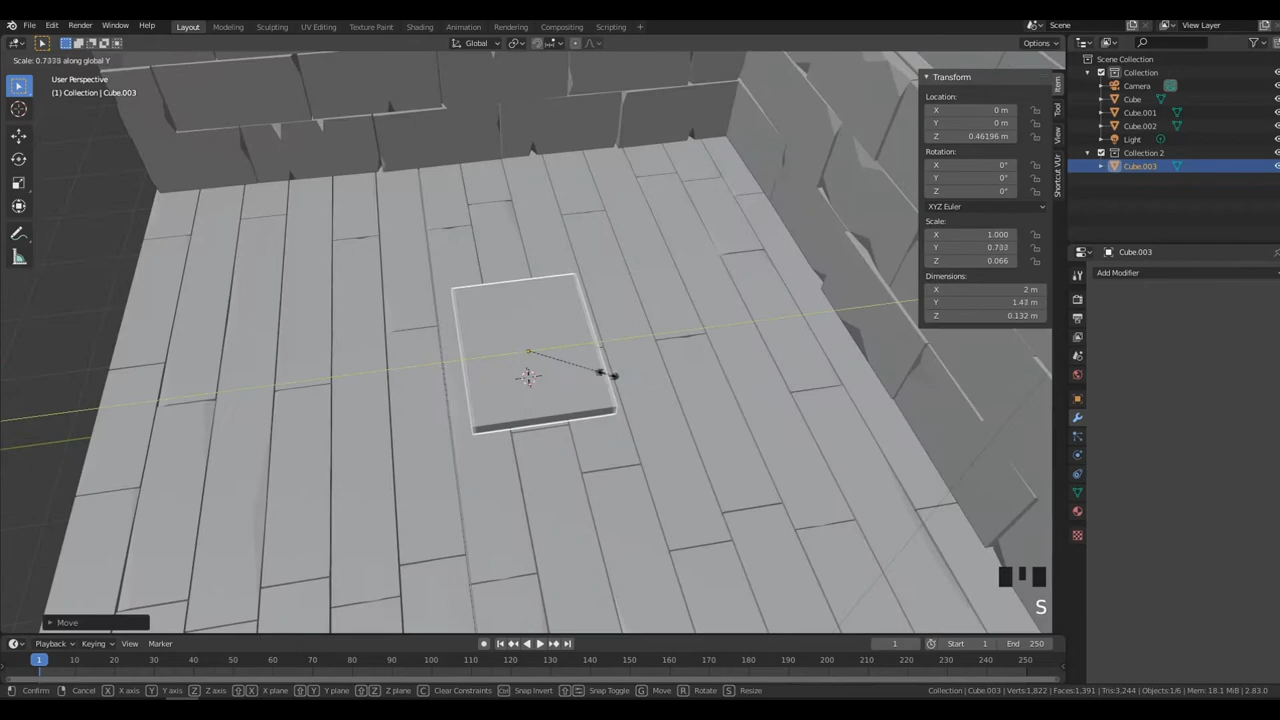 File Edit Render Window Help
Layout Modeling Sculpting UV Editing Texture Paint Shading Animation Rendering Compositing Scripting +
Scene
View Layer
Global
Options
Scale: 0.7333 along global Y
User Perspective
(1) Collection | Cube.003
Transform
Location:
X 0 m
Y 0 m
Z 0.46196 m
Rotation:
X 0°
Y 0°
Z 0°
XYZ Euler
Scale:
X 1.000
Y 0.733
Z 0.066
Dimensions:
X 2 m
Y 1.47 m
Z 0.132 m
Item
Tool
View
Shortcut VUr
Scene Collection
Collection
Camera
Cube
Cube.001
Cube.002
Light
Collection 2
Cube.003
Cube.003
Add Modifier
S
Move
Playback Keying View Marker
1 Start 1 End 250
1 10 20 30 40 50 60 70 80 90 100 110 120 130 140 150 160 170 180 190 200 210 220 230 240 250
Confirm Cancel X X axis Y Y axis Z Z axis X X plane Y Y plane Z Z plane C Clear Constraints Ctrl Snap Invert Snap Toggle G Move R Rotate S Resize
Collection | Cube.003 | Verts:1,822 | Faces:1,391 | Tris:3,244 | Objects:1/6 | Mem: 18.1 MiB | 2.83.0